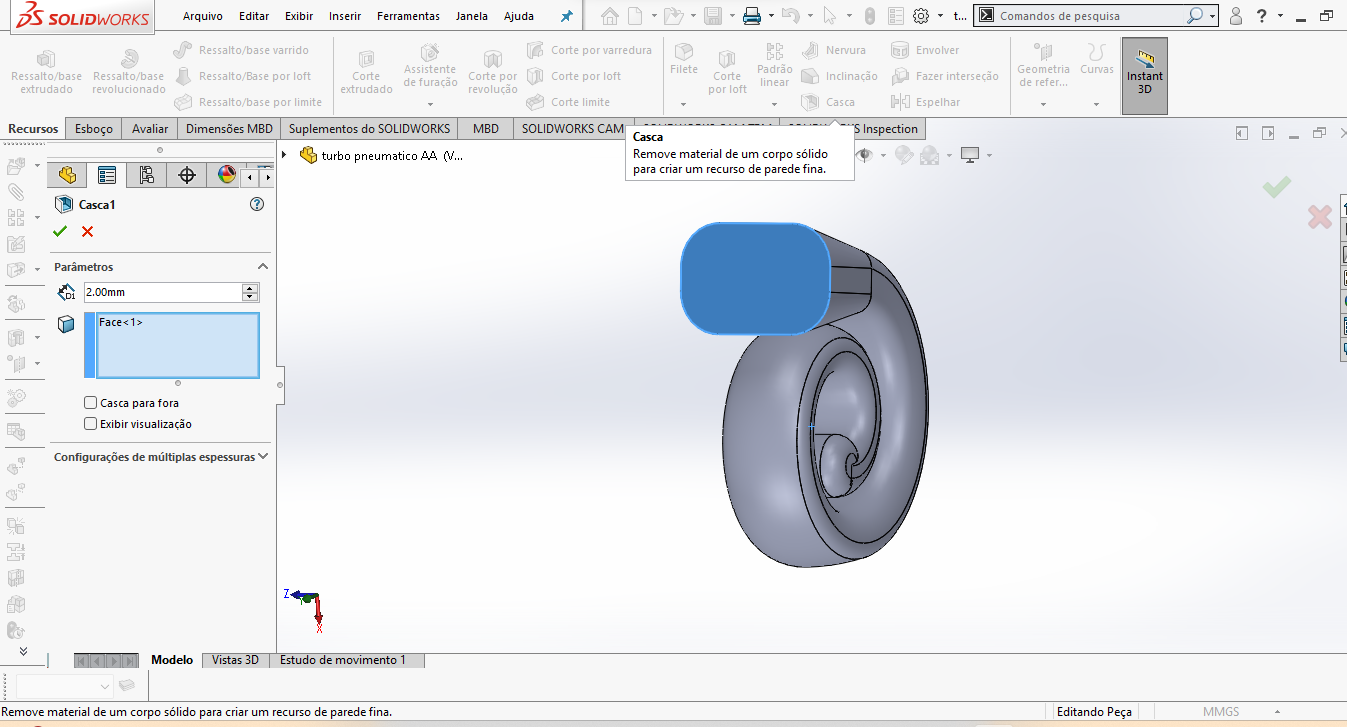 SOLIDWORKS
Arquivo Editar Exibir Inserir Ferramentas Janela Ajuda
t...
Comandos de pesquisa
?
Ressalto/base
extrudado
Ressalto/base
revolucionado
Ressalto/base varrido
Ressalto/Base por loft
Ressalto/base por limite
Corte
extrudado
Assistente
de furação
Corte por
revolução
Corte por varredura
Corte por loft
Corte limite
Filete
Corte
por loft
Padrão
linear
Nervura
Inclinação
Casca
Envolver
Fazer interseção
Espelhar
Geometria
de refer...
Curvas
Instant
3D
Recursos Esboço Avaliar Dimensões MBD Suplementos do SOLIDWORKS MBD SOLIDWORKS CAM Inspection
Casca
Remove material de um corpo sólido
para criar um recurso de parede fina.
turbo pneumatico AA (V...
Casca1
?
Parâmetros
D1
2.00mm
Face<1>
Casca para fora
Exibir visualização
Configurações de múltiplas espessuras
Z
Y
X
Modelo Vistas 3D Estudo de movimento 1
Remove material de um corpo sólido para criar um recurso de parede fina.
Editando Peça
MMGS